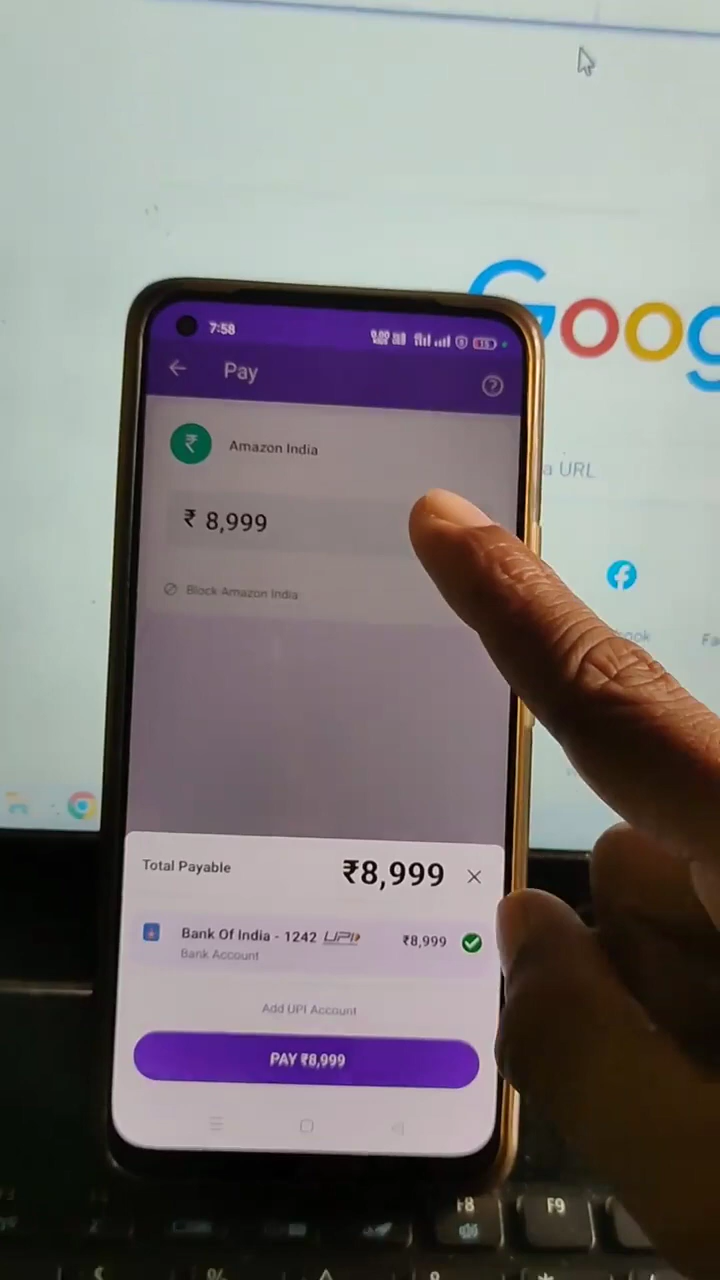 Goog
7:58
Pay
Amazon India
a URL
₹ 8,999
Block Amazon India
Total Payable
₹8,999
Bank Of India - 1242 UPI
₹8,999
Bank Account
Add UPI Account
PAY ₹8,999
F8
F9